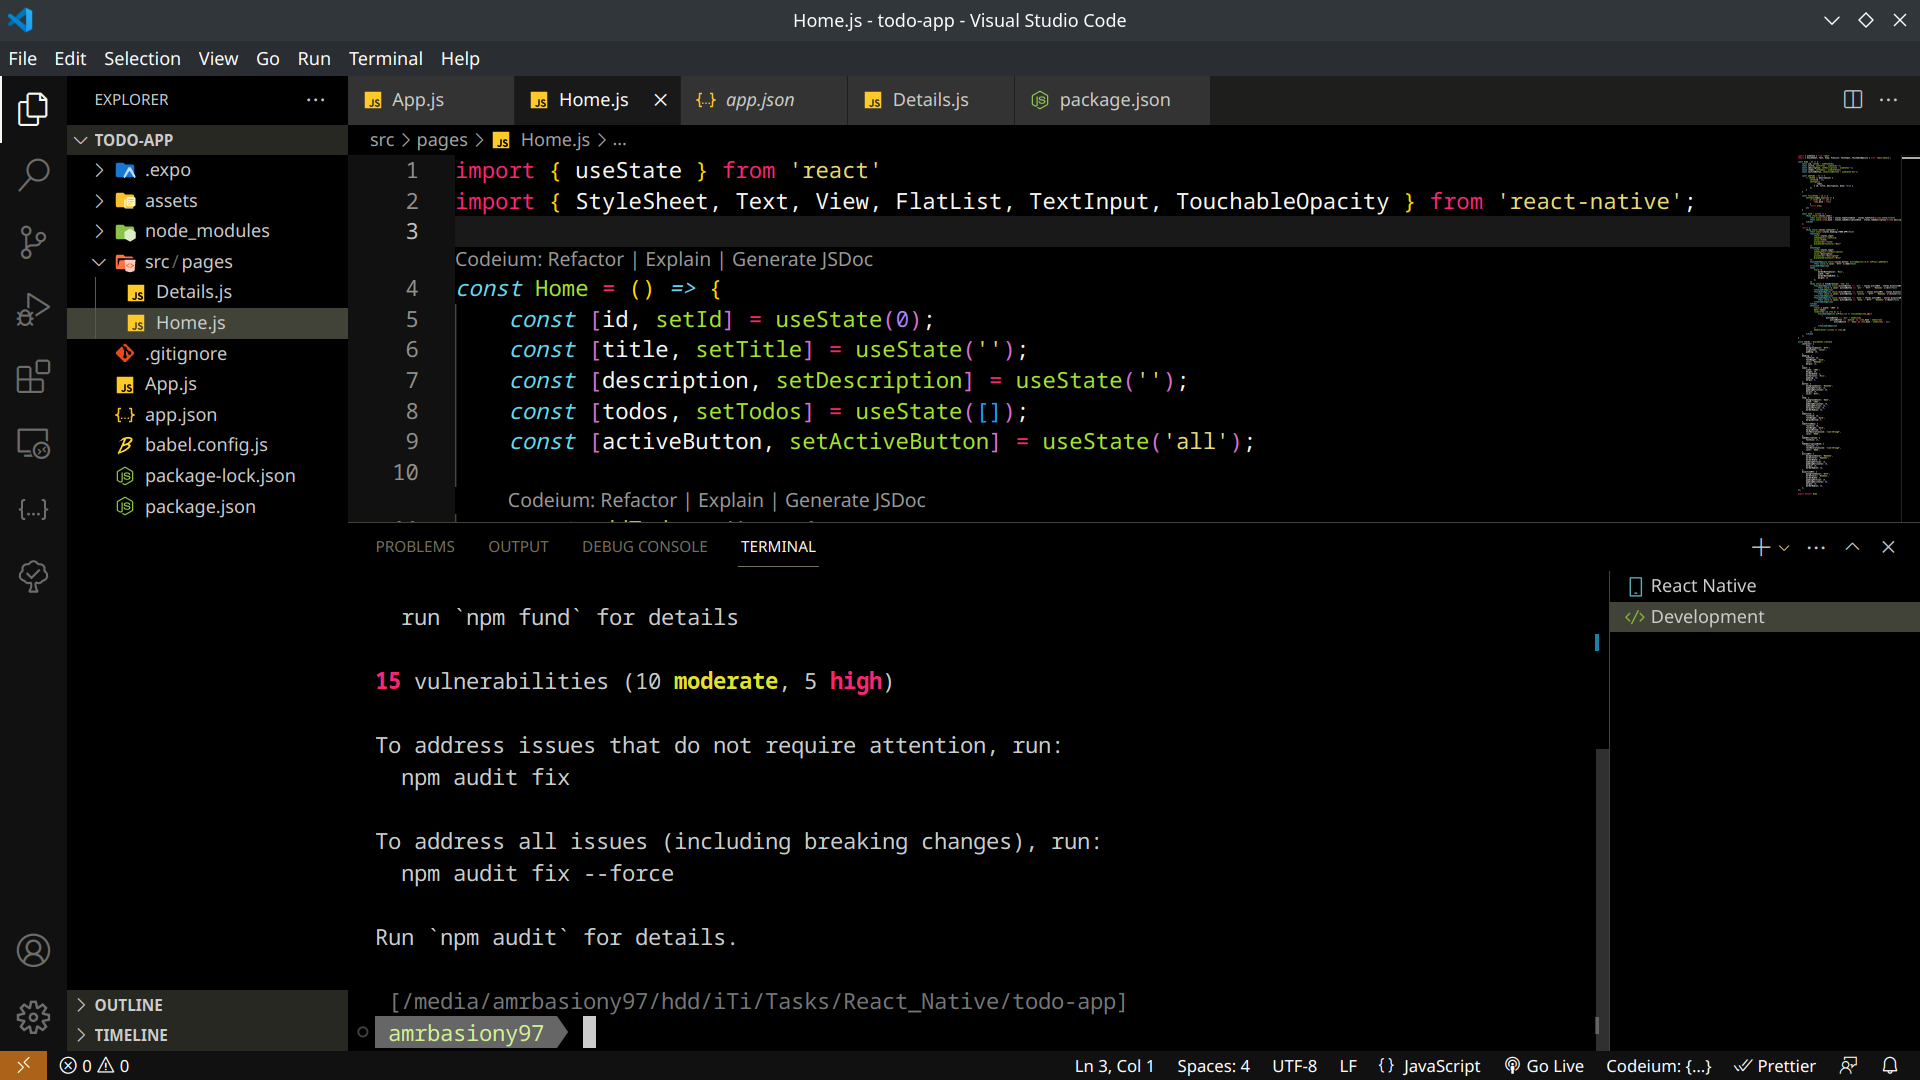 Home.js - todo-app - Visual Studio Code
File Edit Selection View Go Run Terminal Help
EXPLORER
App.js
Home.js
app.json
Details.js
package.json
TODO-APP
.expo
assets
node_modules
src/pages
Details.js
Home.js
.gitignore
App.js
app.json
babel.config.js
package-lock.json
package.json
OUTLINE
TIMELINE
src > pages > Home.js > ...
1 import { useState } from 'react'
2 import { StyleSheet, Text, View, FlatList, TextInput, TouchableOpacity } from 'react-native';
3
Codeium: Refactor | Explain | Generate JSDoc
4 const Home = () => {
5 const [id, setId] = useState(0);
6 const [title, setTitle] = useState('');
7 const [description, setDescription] = useState('');
8 const [todos, setTodos] = useState([]);
9 const [activeButton, setActiveButton] = useState('all');
10
Codeium: Refactor | Explain | Generate JSDoc
PROBLEMS OUTPUT DEBUG CONSOLE TERMINAL
React Native
Development
run `npm fund` for details
15 vulnerabilities (10 moderate, 5 high)
To address issues that do not require attention, run:
npm audit fix
To address all issues (including breaking changes), run:
npm audit fix --force
Run `npm audit` for details.
[/media/amrbasiony97/hdd/iTi/Tasks/React_Native/todo-app]
amrbasiony97
0 0 Ln 3, Col 1 Spaces: 4 UTF-8 LF {} JavaScript Go Live Codeium: {...} Prettier